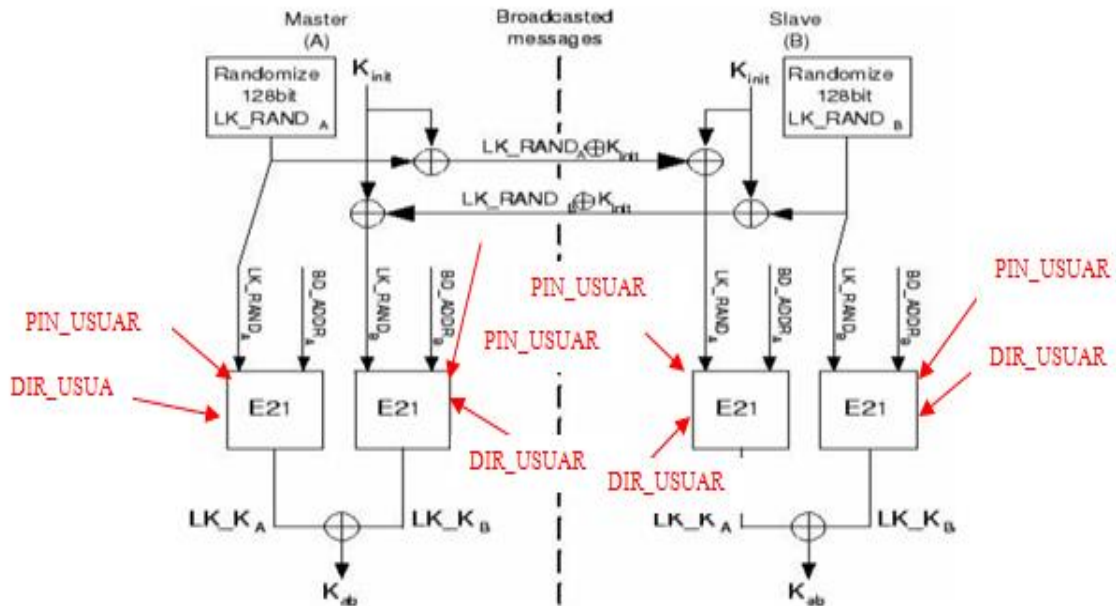 Master
(A)
Broadcasted
messages
Slave
(B)
Randomize
128bit
LK_RAND A
K init
K init
Randomize
128bit
LK_RAND B
LK_RAND A ⊕ K init
LK_RAND B ⊕ K init
LK_RAND A
BD_ADDR A
LK_RAND B
BD_ADDR B
LK_RAND A
BD_ADDR A
LK_RAND B
BD_ADDR B
PIN_USUAR
PIN_USUAR
PIN_USUAR
PIN_USUAR
DIR_USUA
DIR_USUAR
DIR_USUAR
DIR_USUAR
E21
E21
E21
E21
LK_K A
LK_K B
LK_K A
LK_K B
K ab
K ab